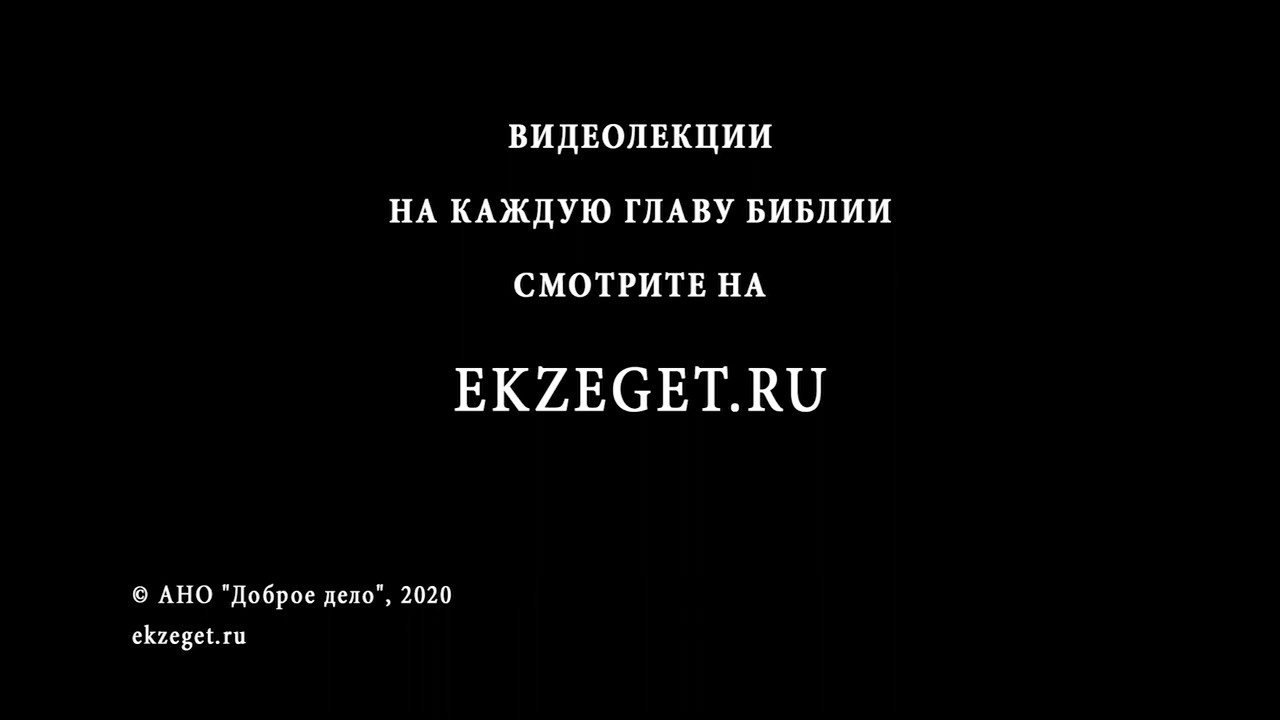 ВИДЕОЛЕКЦИИ
НА КАЖДУЮ ГЛАВУ БИБЛИИ
СМОТРИТЕ НА
EKZEGET.RU
© АНО "Доброе дело", 2020
ekzeget.ru